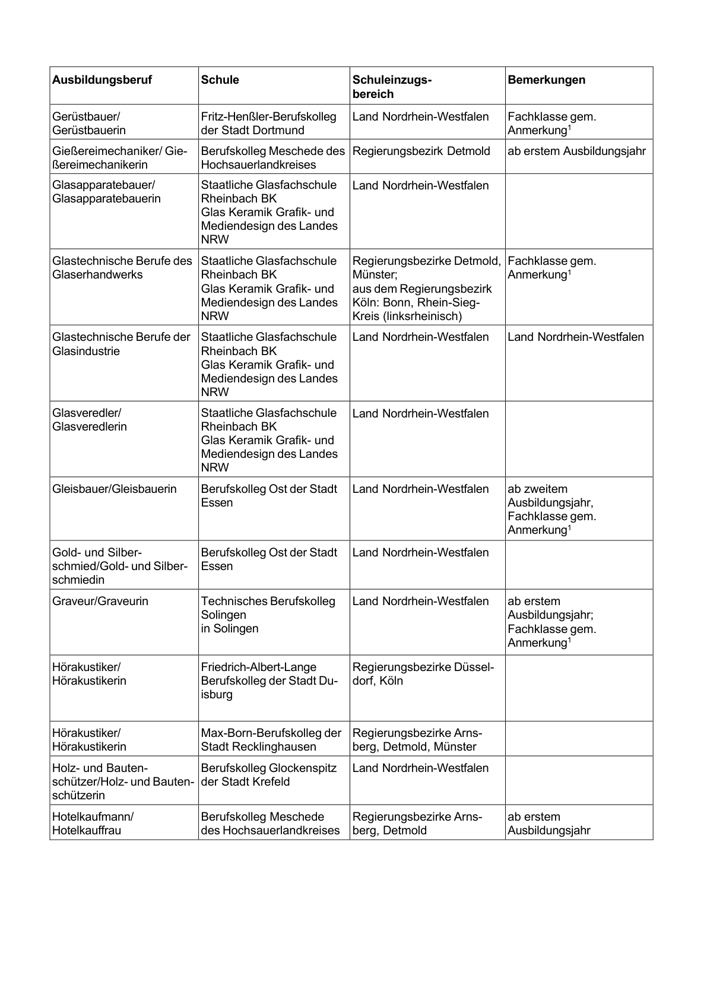 Ausbildungsberuf
Schule
Schuleinzugs-
bereich
Bemerkungen
Gerüstbauer/
Gerüstbauerin
Fritz-Henßler-Berufskolleg
der Stadt Dortmund
Land Nordrhein-Westfalen
Fachklasse gem.
Anmerkung¹
Gießereimechaniker/ Gie-
ßereimechanikerin
Berufskolleg Meschede des
Hochsauerlandkreises
Regierungsbezirk Detmold
ab erstem Ausbildungsjahr
Glasapparatebauer/
Glasapparatebauerin
Staatliche Glasfachschule
Rheinbach BK
Glas Keramik Grafik- und
Mediendesign des Landes
NRW
Land Nordrhein-Westfalen
Glastechnische Berufe des
Glaserhandwerks
Staatliche Glasfachschule
Rheinbach BK
Glas Keramik Grafik- und
Mediendesign des Landes
NRW
Regierungsbezirke Detmold,
Münster;
aus dem Regierungsbezirk
Köln: Bonn, Rhein-Sieg-
Kreis (linksrheinisch)
Fachklasse gem.
Anmerkung¹
Glastechnische Berufe der
Glasindustrie
Staatliche Glasfachschule
Rheinbach BK
Glas Keramik Grafik- und
Mediendesign des Landes
NRW
Land Nordrhein-Westfalen
Land Nordrhein-Westfalen
Glasveredler/
Glasveredlerin
Staatliche Glasfachschule
Rheinbach BK
Glas Keramik Grafik- und
Mediendesign des Landes
NRW
Land Nordrhein-Westfalen
Gleisbauer/Gleisbauerin
Berufskolleg Ost der Stadt
Essen
Land Nordrhein-Westfalen
ab zweitem
Ausbildungsjahr,
Fachklasse gem.
Anmerkung¹
Gold- und Silber-
schmied/Gold- und Silber-
schmiedin
Berufskolleg Ost der Stadt
Essen
Land Nordrhein-Westfalen
Graveur/Graveurin
Technisches Berufskolleg
Solingen
in Solingen
Land Nordrhein-Westfalen
ab erstem
Ausbildungsjahr;
Fachklasse gem.
Anmerkung¹
Hörakustiker/
Hörakustikerin
Friedrich-Albert-Lange
Berufskolleg der Stadt Du-
isburg
Regierungsbezirke Düssel-
dorf, Köln
Hörakustiker/
Hörakustikerin
Max-Born-Berufskolleg der
Stadt Recklinghausen
Regierungsbezirke Arns-
berg, Detmold, Münster
Holz- und Bauten-
schützer/Holz- und Bauten-
schützerin
Berufskolleg Glockenspitz
der Stadt Krefeld
Land Nordrhein-Westfalen
Hotelkaufmann/
Hotelkauffrau
Berufskolleg Meschede
des Hochsauerlandkreises
Regierungsbezirke Arns-
berg, Detmold
ab erstem
Ausbildungsjahr